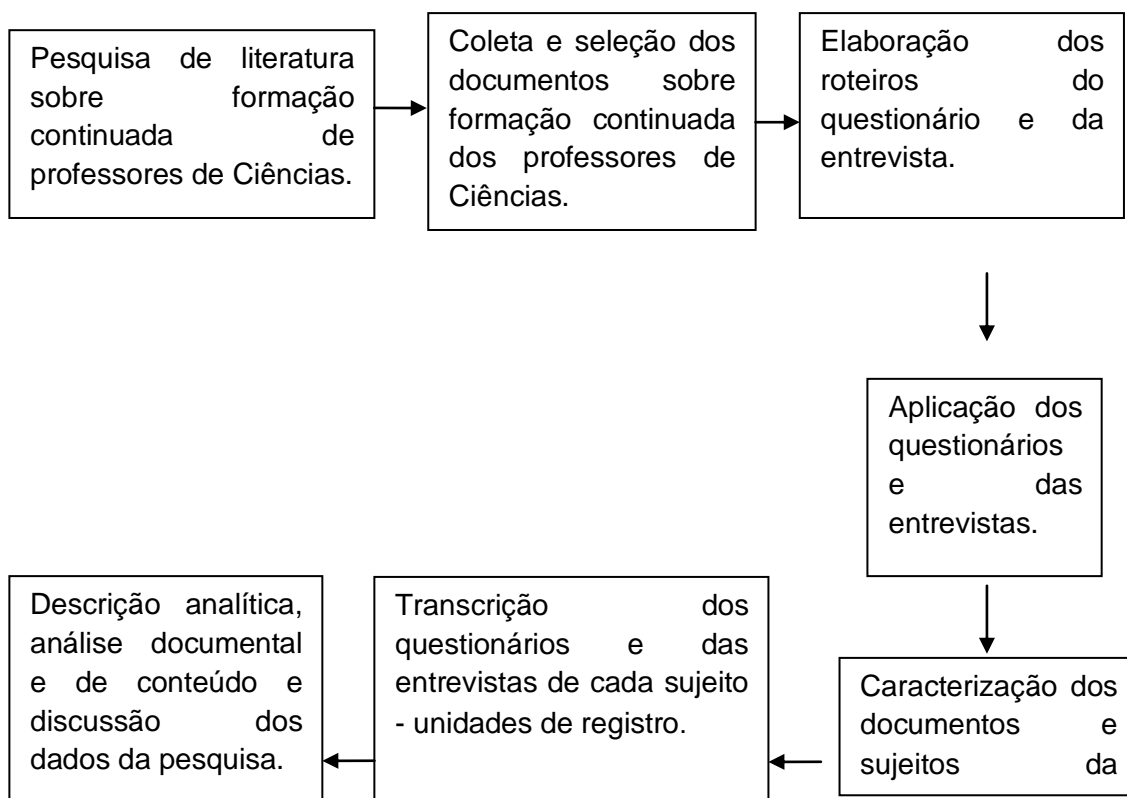 Pesquisa de literatura
sobre formação
continuada de
professores de Ciências.
Coleta e seleção dos
documentos sobre
formação continuada
dos professores de
Ciências.
Elaboração dos
roteiros do
questionário e da
entrevista.
Aplicação dos
questionários
e das
entrevistas.
Caracterização dos
documentos e
sujeitos da
Transcrição dos
questionários e das
entrevistas de cada sujeito
- unidades de registro.
Descrição analítica,
análise documental
e de conteúdo e
discussão dos
dados da pesquisa.